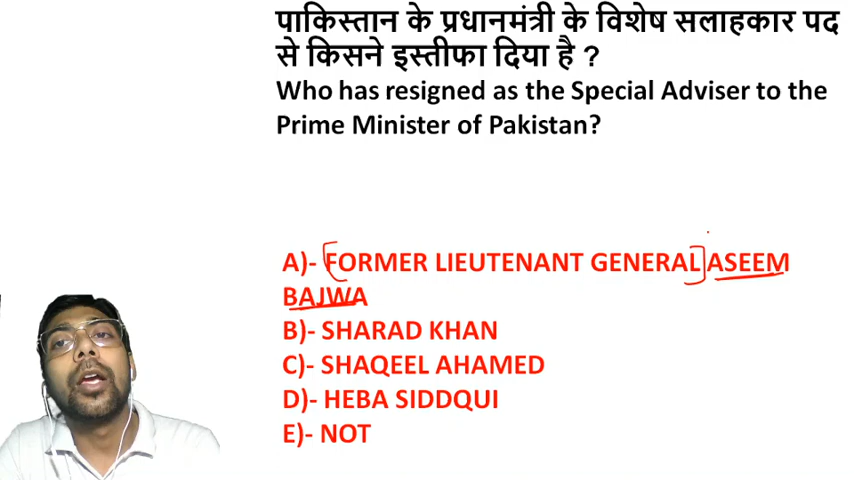 पाकिस्तान के प्रधानमंत्री के विशेष सलाहकार पद
से किसने इस्तीफा दिया है ?
Who has resigned as the Special Adviser to the
Prime Minister of Pakistan?
A)- FORMER LIEUTENANT GENERAL ASEEM
BAJWA
B)- SHARAD KHAN
C)- SHAQEEL AHAMED
D)- HEBA SIDDQUI
E)- NOT